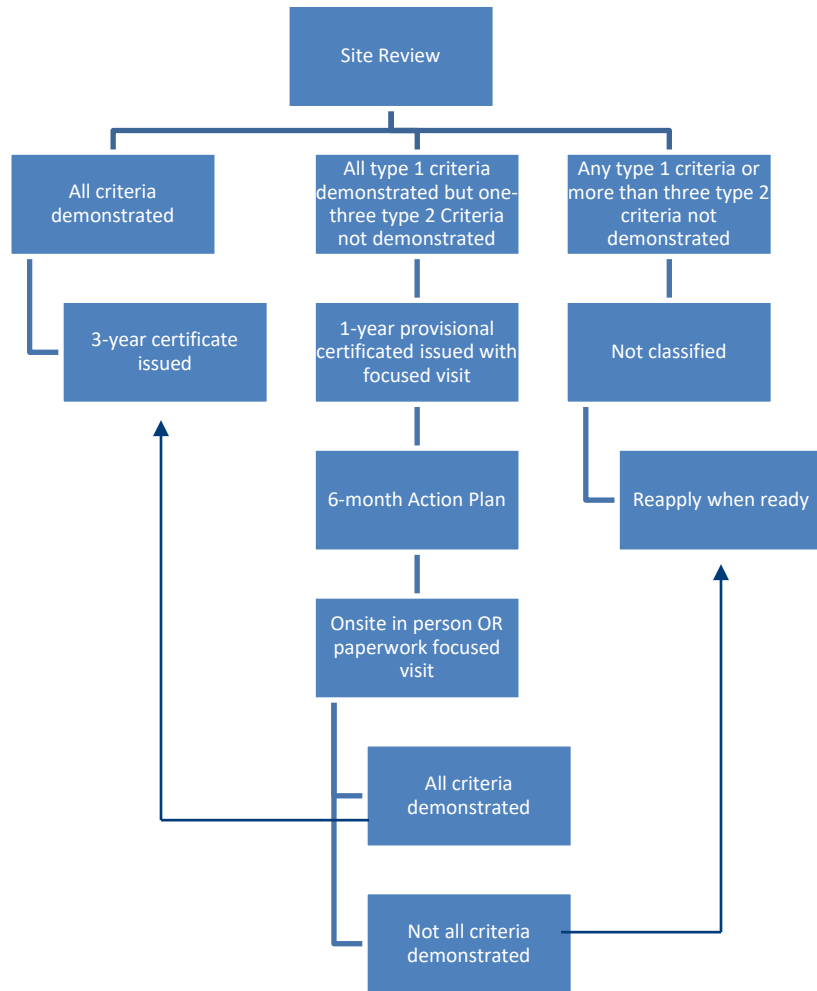 Site Review
All criteria
demonstrated
All type 1 criteria
demonstrated but one-
three type 2 Criteria
not demonstrated
Any type 1 criteria or
more than three type 2
criteria not
demonstrated
3-year certificate
issued
1-year provisional
certificated issued with
focused visit
Not classified
6-month Action Plan
Reapply when ready
Onsite in person OR
paperwork focused
visit
All criteria
demonstrated
Not all criteria
demonstrated